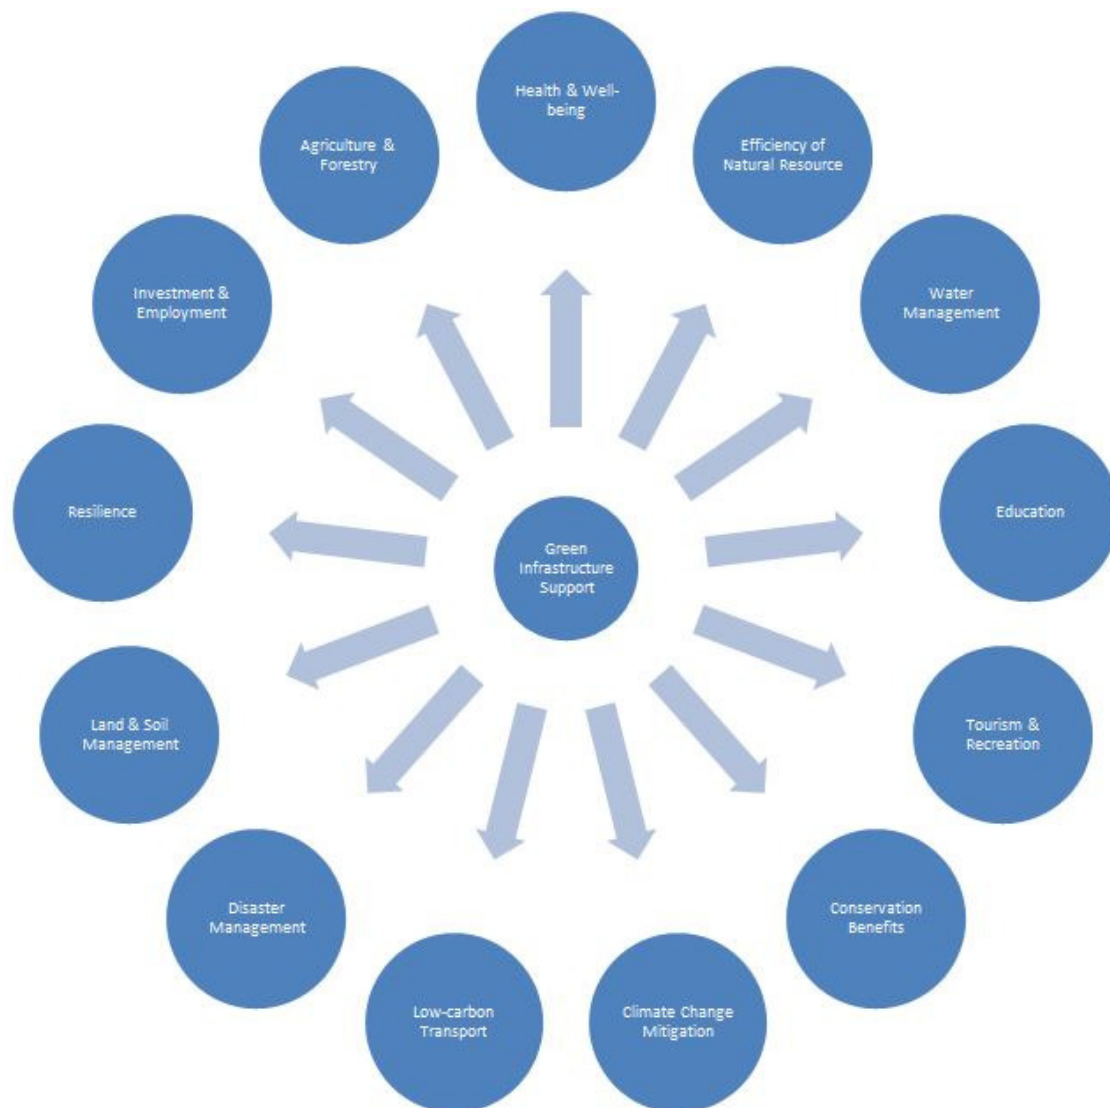 Health & Well-
being
Efficiency of
Natural Resource
Water
Management
Education
Tourism &
Recreation
Conservation
Benefits
Climate Change
Mitigation
Low-carbon
Transport
Disaster
Management
Land & Soil
Management
Resilience
Investment &
Employment
Agriculture &
Forestry
Green
Infrastructure
Support